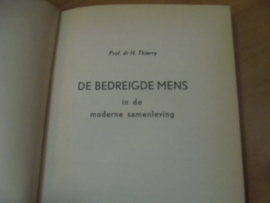 Prof. dr H. Thierry
DE BEDREIGDE MENS
in de
moderne samenleving